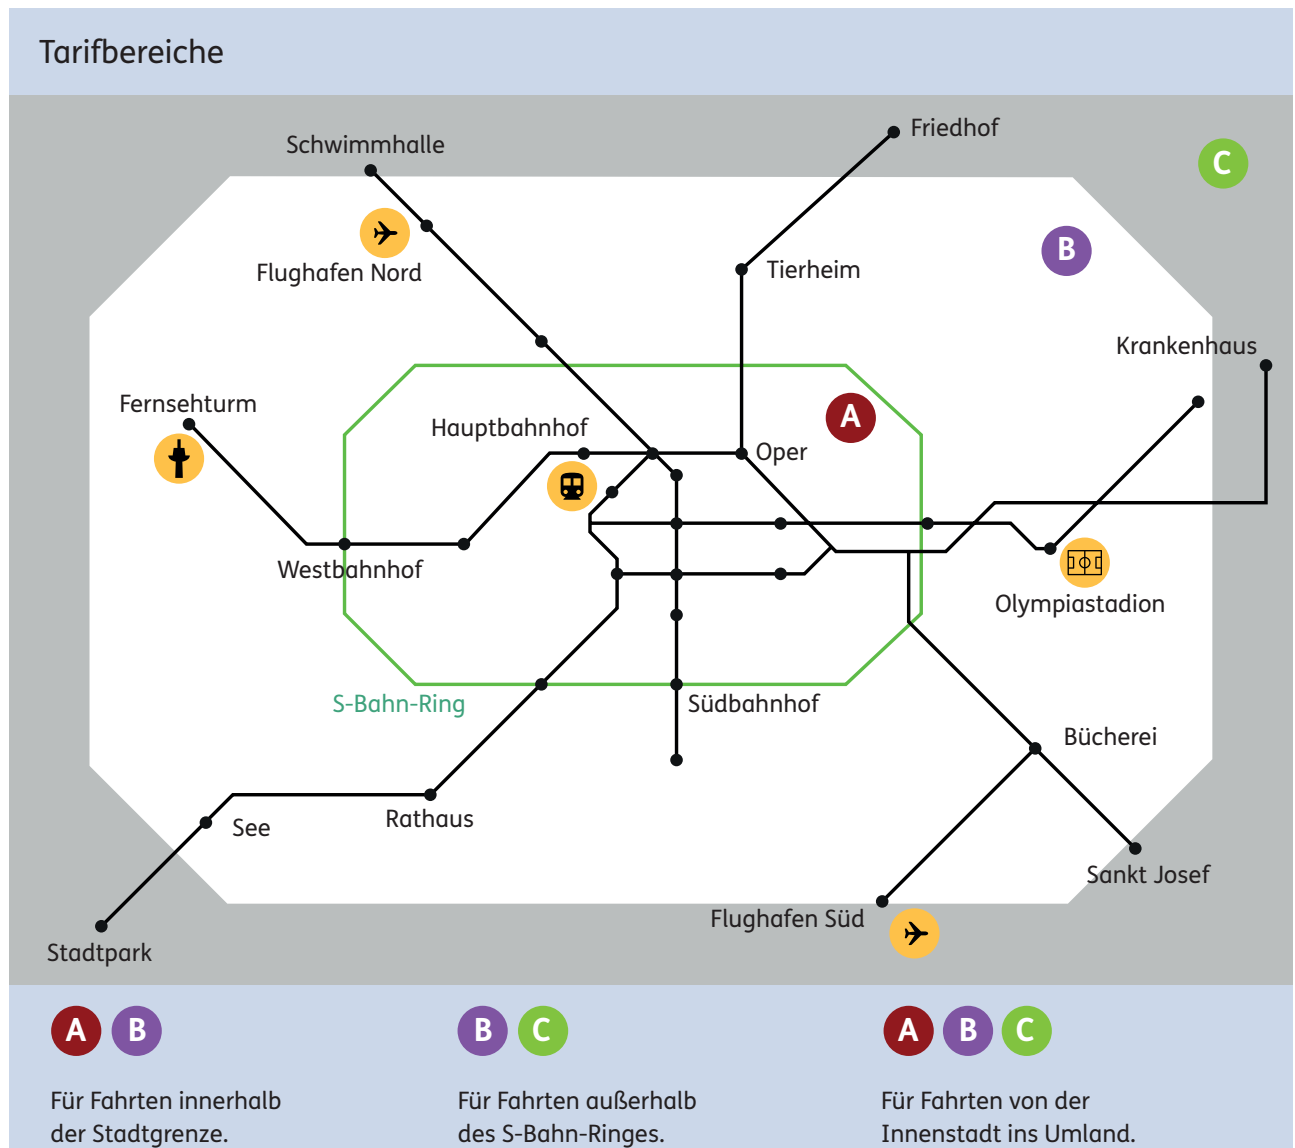 Tarifbereiche
Friedhof
Schwimmhalle
C
B
Tierheim
Flughafen Nord
Krankenhaus
Fernsehturm
A
Hauptbahnhof
Oper
Westbahnhof
Olympiastadion
S-Bahn-Ring
Südbahnhof
Bücherei
Rathaus
See
Sankt Josef
Flughafen Süd
Stadtpark
A B
Für Fahrten innerhalb
der Stadtgrenze.
B C
Für Fahrten außerhalb
des S-Bahn-Ringes.
A B C
Für Fahrten von der
Innenstadt ins Umland.